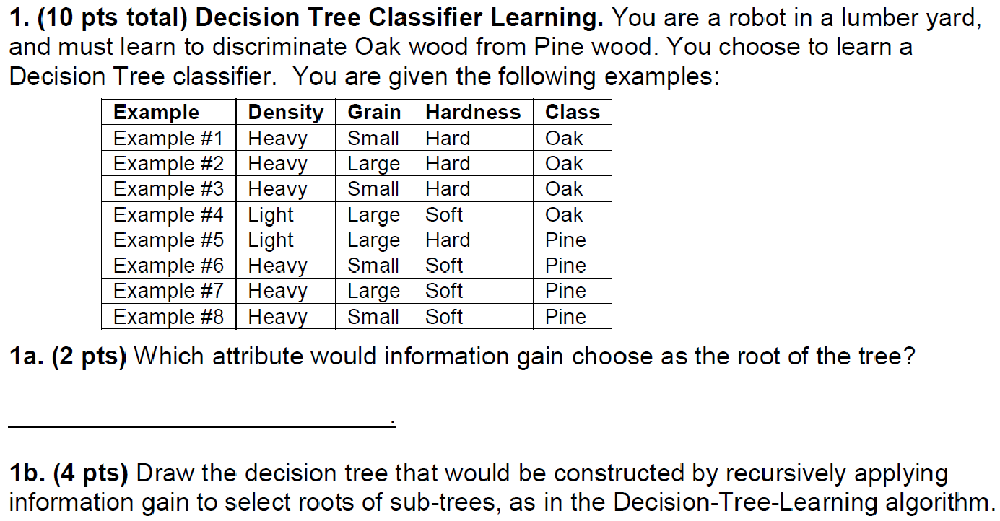 1. (10 pts total) Decision Tree Classifier Learning. You are a robot in a lumber yard,
and must learn to discriminate Oak wood from Pine wood. You choose to learn a
Decision Tree classifier. You are given the following examples:
Example Density Grain Hardness Class
Example #1 Heavy Small Hard Oak
Example #2 Heavy Large Hard Oak
Example #3 Heavy Small Hard Oak
Example #4 Light Large Soft Oak
Example #5 Light Large Hard Pine
Example #6 Heavy Small Soft Pine
Example #7 Heavy Large Soft Pine
Example #8 Heavy Small Soft Pine
1a. (2 pts) Which attribute would information gain choose as the root of the tree?
.
1b. (4 pts) Draw the decision tree that would be constructed by recursively applying
information gain to select roots of sub-trees, as in the Decision-Tree-Learning algorithm.